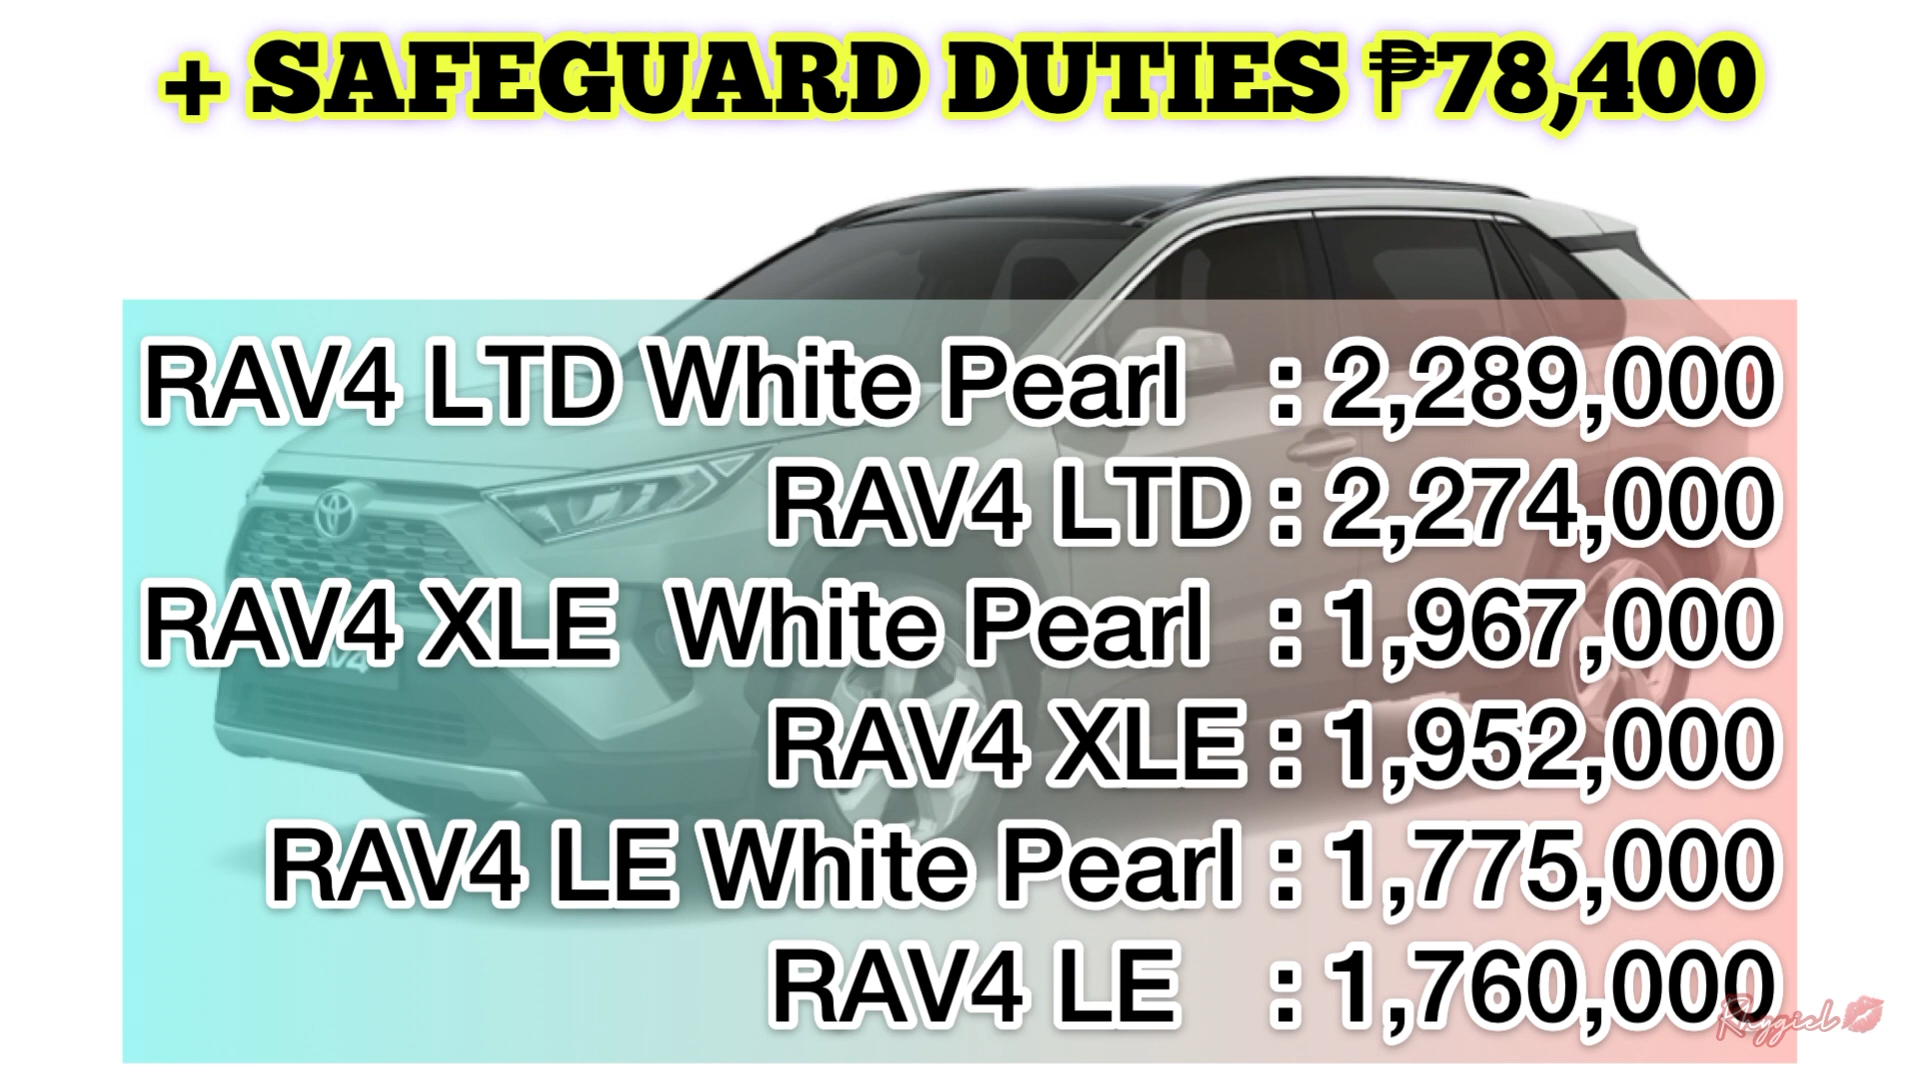 + SAFEGUARD DUTIES ₱78,400
RAV4 LTD White Pearl : 2,289,000
RAV4 LTD : 2,274,000
RAV4 XLE White Pearl : 1,967,000
RAV4 XLE : 1,952,000
RAV4 LE White Pearl : 1,775,000
RAV4 LE : 1,760,000
Rhygiel